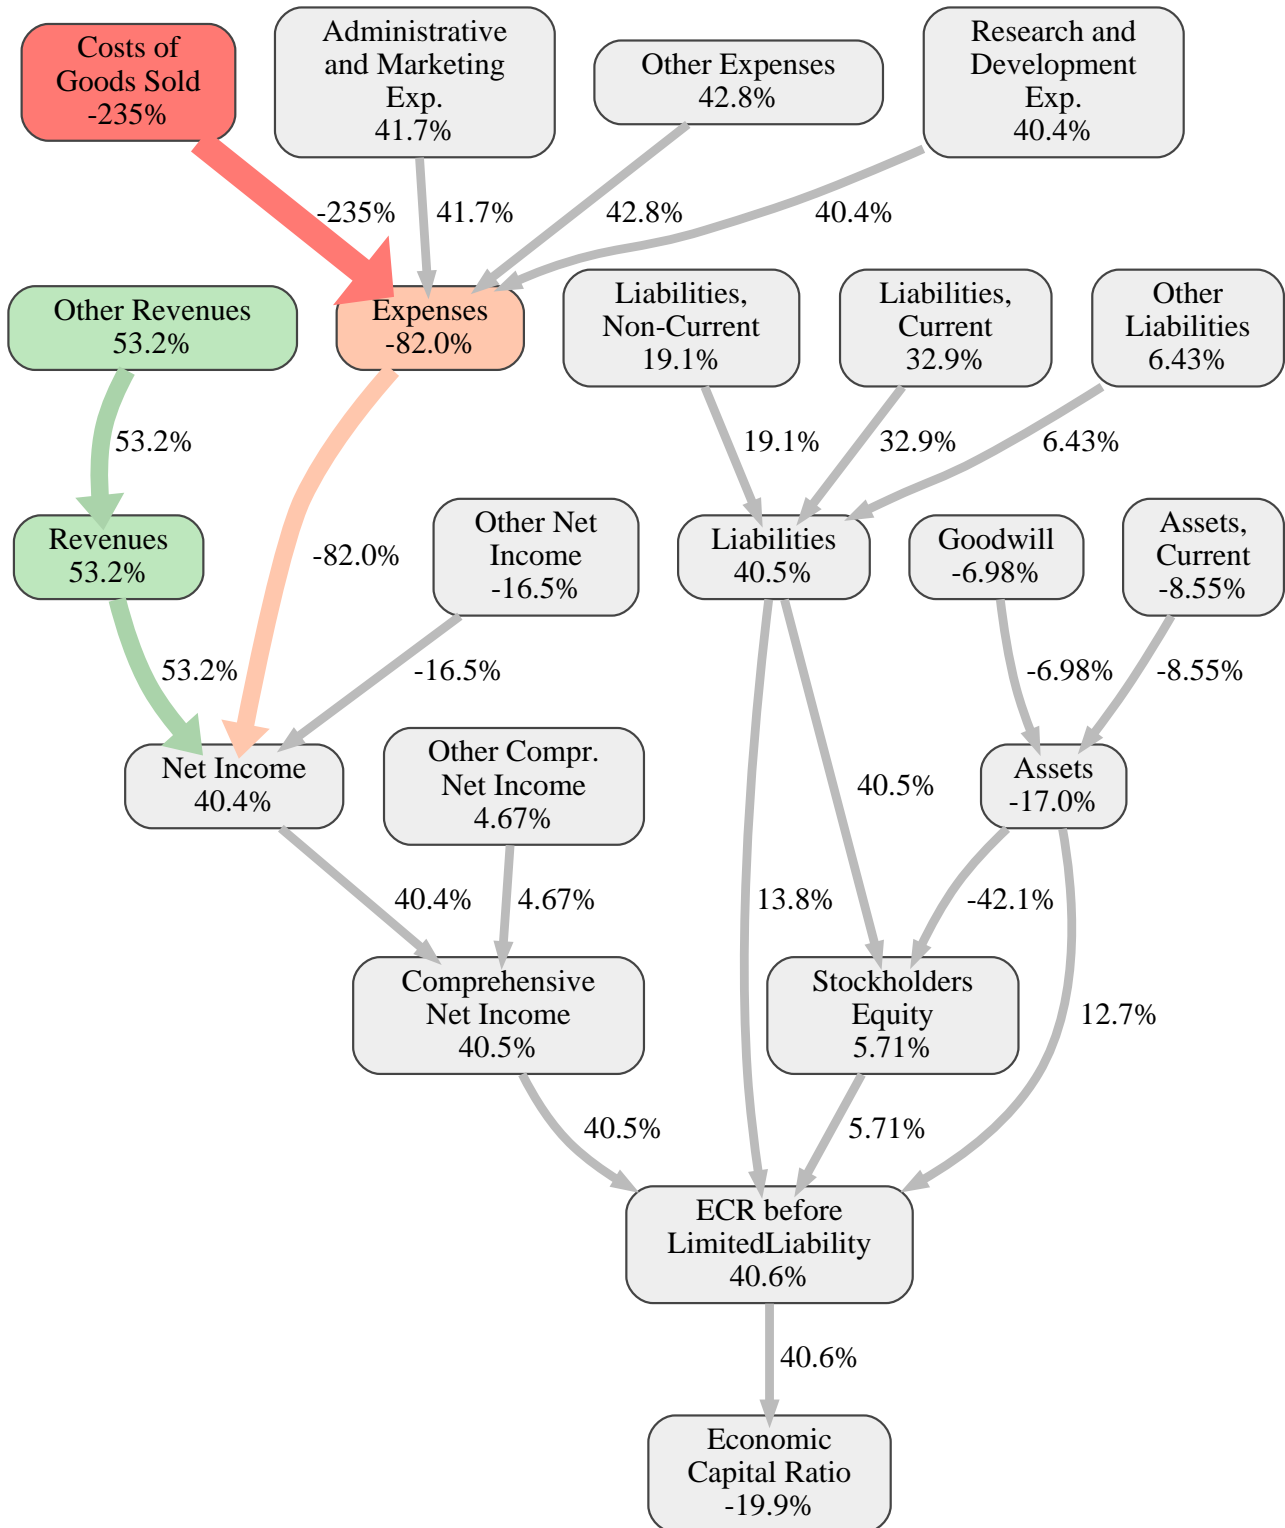 Costs of
Goods Sold
-235%
Administrative
and Marketing
Exp.
41.7%
Other Expenses
42.8%
Research and
Development
Exp.
40.4%
-235%
41.7%
42.8%
40.4%
Other Revenues
53.2%
Expenses
-82.0%
Liabilities,
Non-Current
19.1%
Liabilities,
Current
32.9%
Other
Liabilities
6.43%
53.2%
19.1%
32.9%
6.43%
Revenues
53.2%
-82.0%
Other Net
Income
-16.5%
Liabilities
40.5%
Goodwill
-6.98%
Assets,
Current
-8.55%
53.2%
-16.5%
-6.98%
-8.55%
Net Income
40.4%
Other Compr.
Net Income
4.67%
40.5%
Assets
-17.0%
40.4%
4.67%
13.8%
-42.1%
Comprehensive
Net Income
40.5%
Stockholders
Equity
5.71%
12.7%
40.5%
5.71%
ECR before
LimitedLiability
40.6%
40.6%
Economic
Capital Ratio
-19.9%